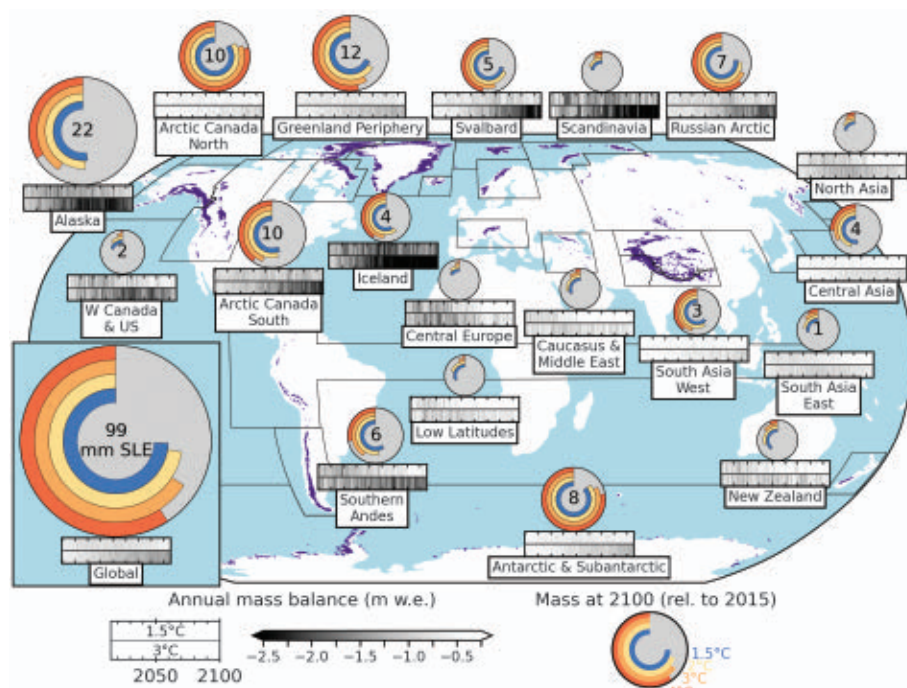 10
Arctic Canada
North
12
Greenland Periphery
5
Svalbard
Scandinavia
7
Russian Arctic
22
Alaska
North Asia
2
W Canada
& US
10
Arctic Canada
South
4
Iceland
4
Central Asia
Central Europe
Caucasus &
Middle East
3
South Asia
West
1
South Asia
East
99
mm SLE
Global
Low Latitudes
6
Southern
Andes
8
Antarctic & Subantarctic
New Zealand
Annual mass balance (m w.e.)
1.5°C
3°C
2050 2100
−2.5 −2.0 −1.5 −1.0 −0.5
Mass at 2100 (rel. to 2015)
1.5°C
2°C
3°C